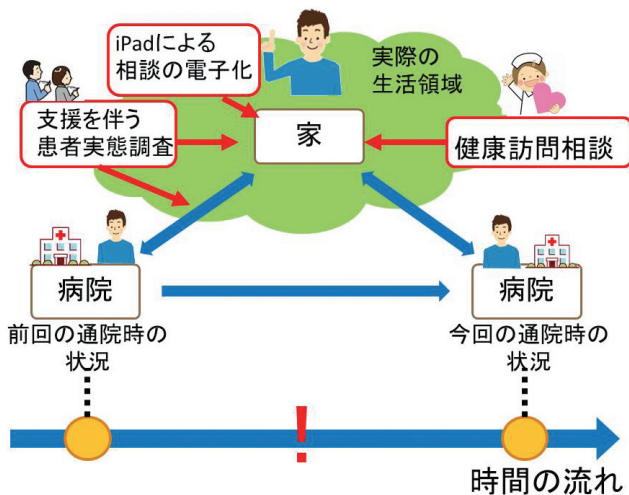 iPadによる
相談の電子化
実際の
生活領域
支援を伴う
患者実態調査
家
健康訪問相談
病院
病院
前回の通院時の
状況
今回の通院時の
状況
!
時間の流れ